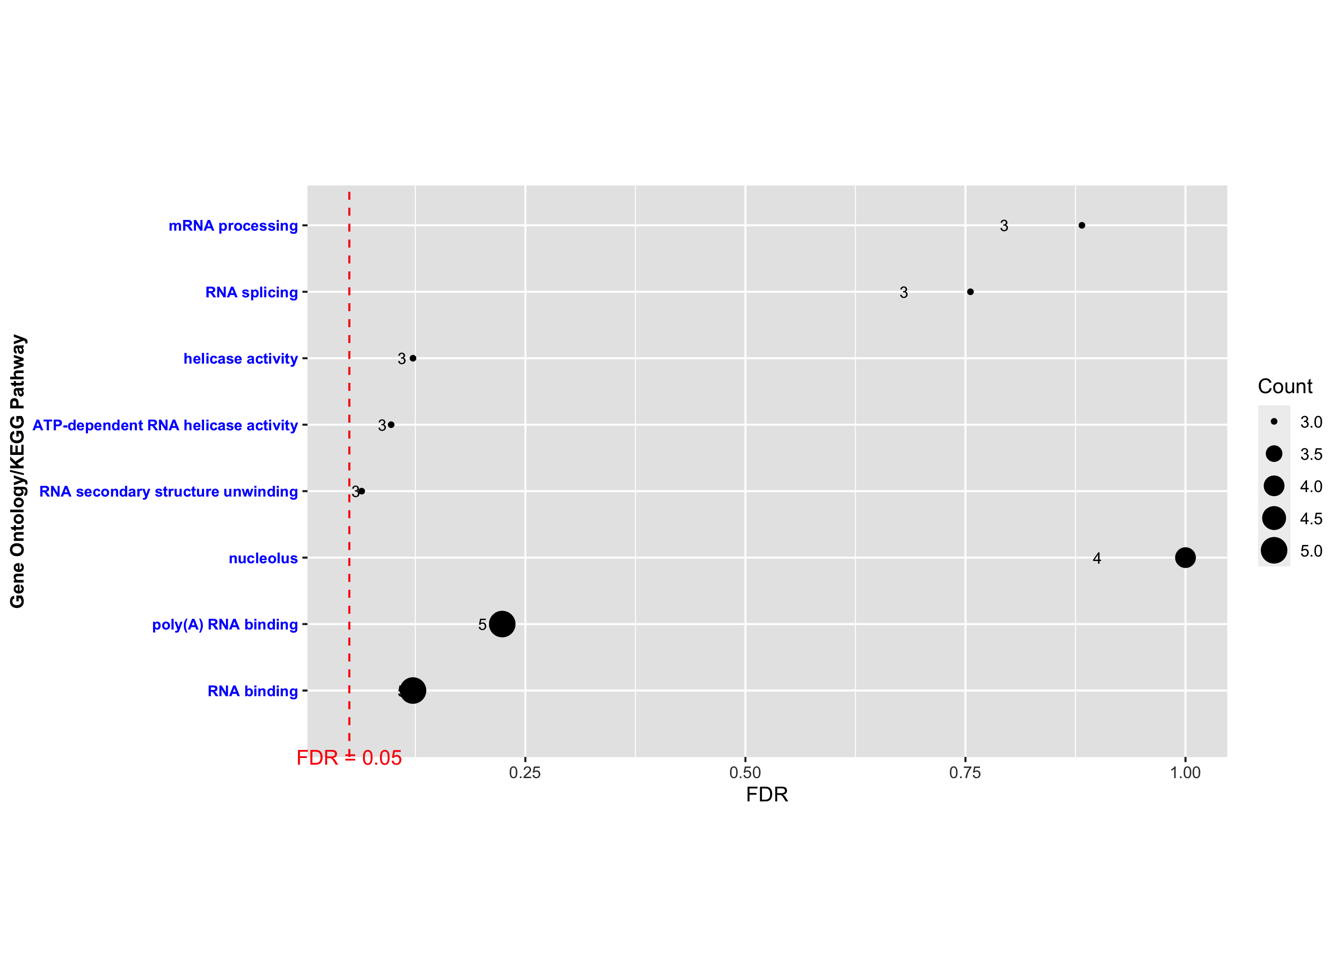 Gene Ontology/KEGG Pathway
mRNA processing
3
RNA splicing
3
helicase activity
3
ATP-dependent RNA helicase activity
3
RNA secondary structure unwinding
3
nucleolus
4
poly(A) RNA binding
5
RNA binding
FDR = 0.05
0.25
0.50
0.75
1.00
FDR
Count
3.0
3.5
4.0
4.5
5.0